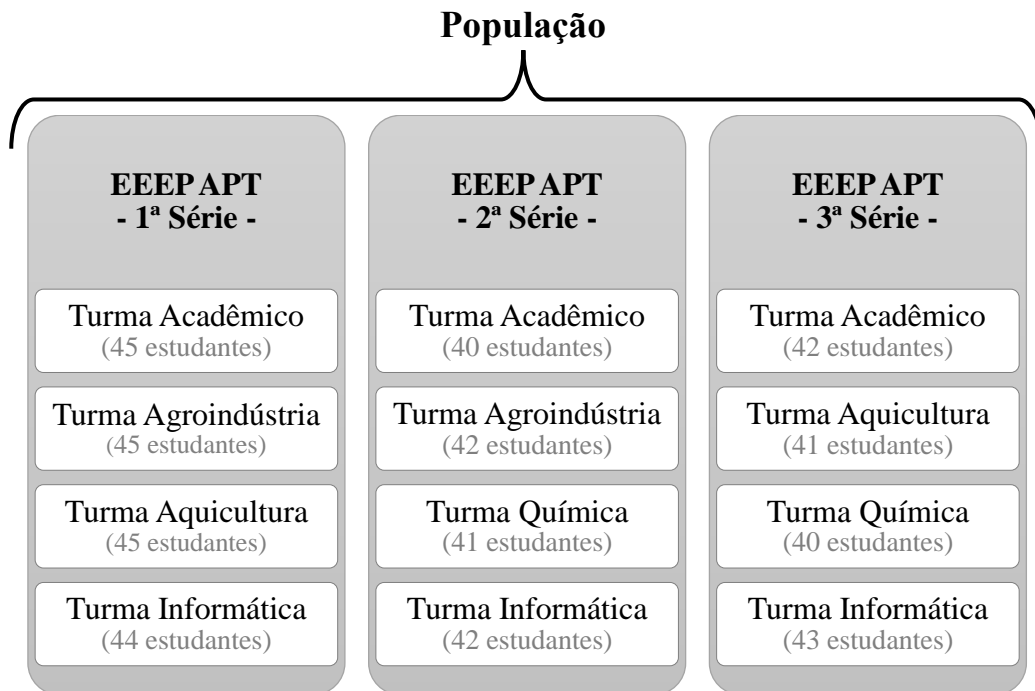 População
EEEP APT
- 1ª Série -
Turma Acadêmico
(45 estudantes)
Turma Agroindústria
(45 estudantes)
Turma Aquicultura
(45 estudantes)
Turma Informática
(44 estudantes)
EEEP APT
- 2ª Série -
Turma Acadêmico
(40 estudantes)
Turma Agroindústria
(42 estudantes)
Turma Química
(41 estudantes)
Turma Informática
(42 estudantes)
EEEP APT
- 3ª Série -
Turma Acadêmico
(42 estudantes)
Turma Aquicultura
(41 estudantes)
Turma Química
(40 estudantes)
Turma Informática
(43 estudantes)